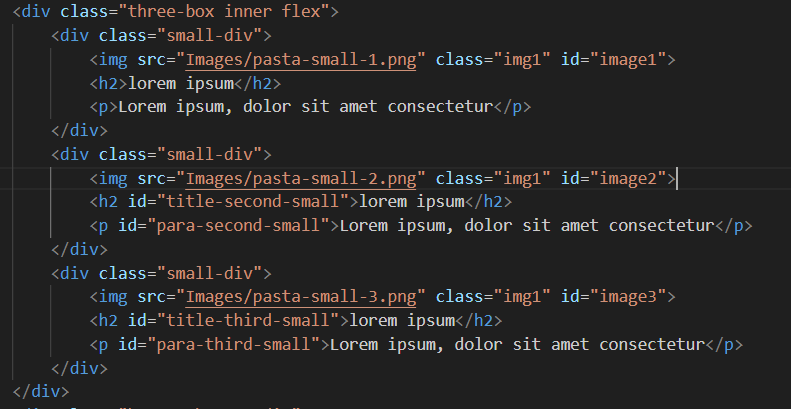 <div class="three-box inner flex">
<div class="small-div">
<img src="Images/pasta-small-1.png" class="img1" id="image1">
<h2>lorem ipsum</h2>
<p>Lorem ipsum, dolor sit amet consectetur</p>
</div>
<div class="small-div">
<img src="Images/pasta-small-2.png" class="img1" id="image2">
<h2 id="title-second-small">lorem ipsum</h2>
<p id="para-second-small">Lorem ipsum, dolor sit amet consectetur</p>
</div>
<div class="small-div">
<img src="Images/pasta-small-3.png" class="img1" id="image3">
<h2 id="title-third-small">lorem ipsum</h2>
<p id="para-third-small">Lorem ipsum, dolor sit amet consectetur</p>
</div>
</div>